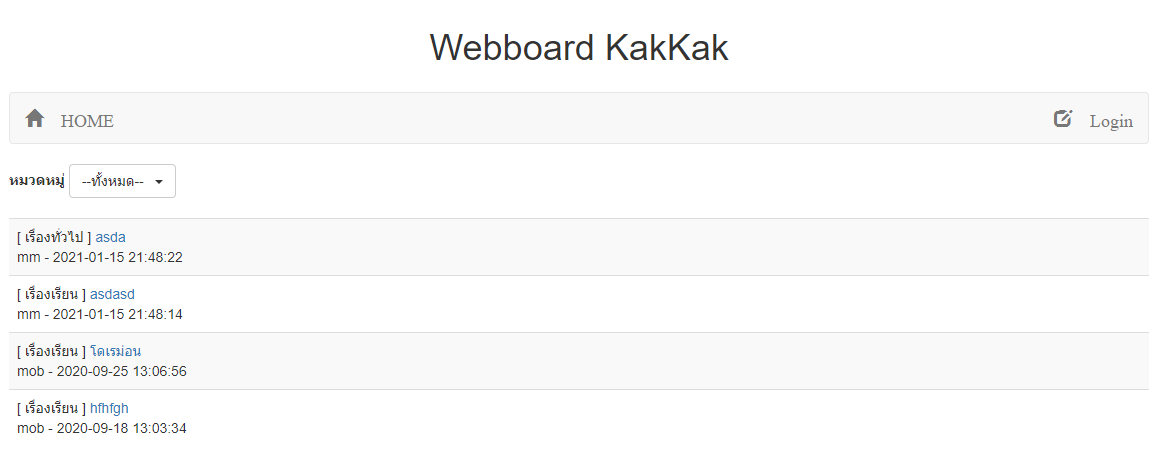 Webboard KakKak
HOME
Login
หมวดหมู่ --ทั้งหมด--
[ เรื่องทั่วไป ] asda
mm - 2021-01-15 21:48:22
[ เรื่องเรียน ] asdasd
mm - 2021-01-15 21:48:14
[ เรื่องเรียน ] โดเรม่อน
mob - 2020-09-25 13:06:56
[ เรื่องเรียน ] hfhfgh
mob - 2020-09-18 13:03:34